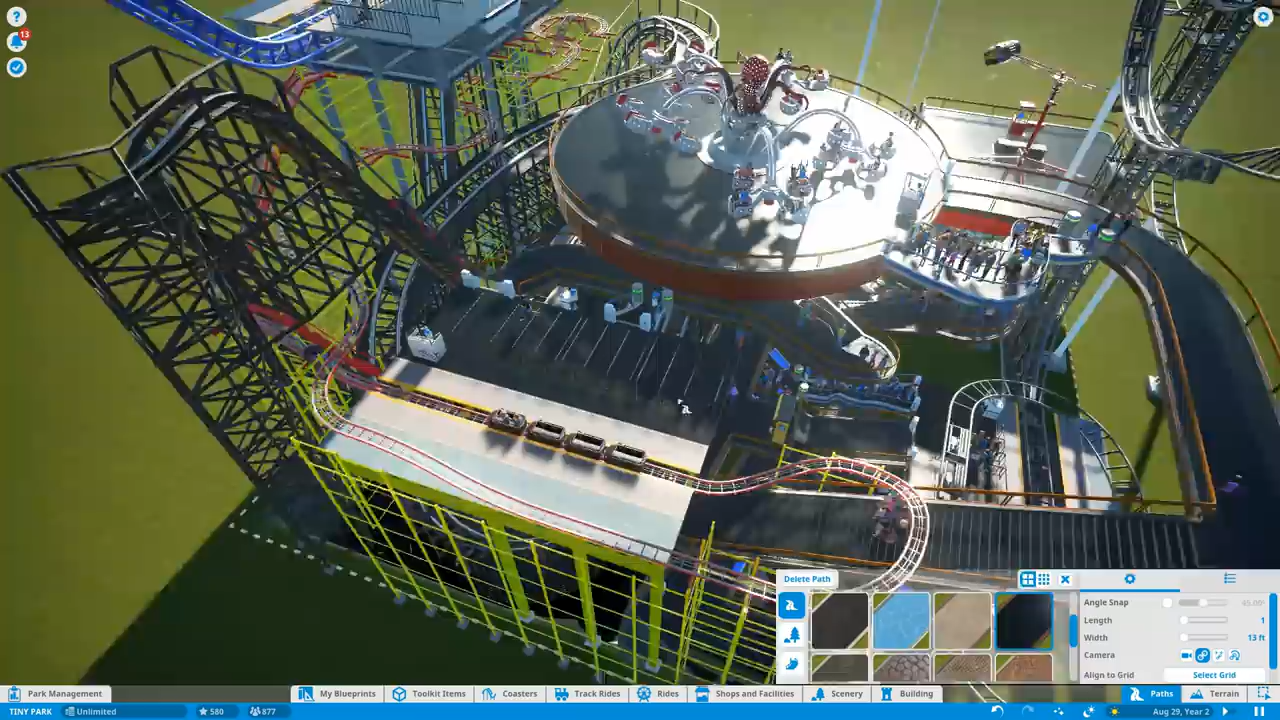 ?
13
Delete Path
Angle Snap 45.00°
Length 1
Width 13 ft
Camera
Align to Grid Select Grid
Park Management My Blueprints Toolkit Items Coasters Track Rides Rides Shops and Facilities Scenery Building Paths Terrain
TINY PARK Unlimited 580 877 Aug 29, Year 2